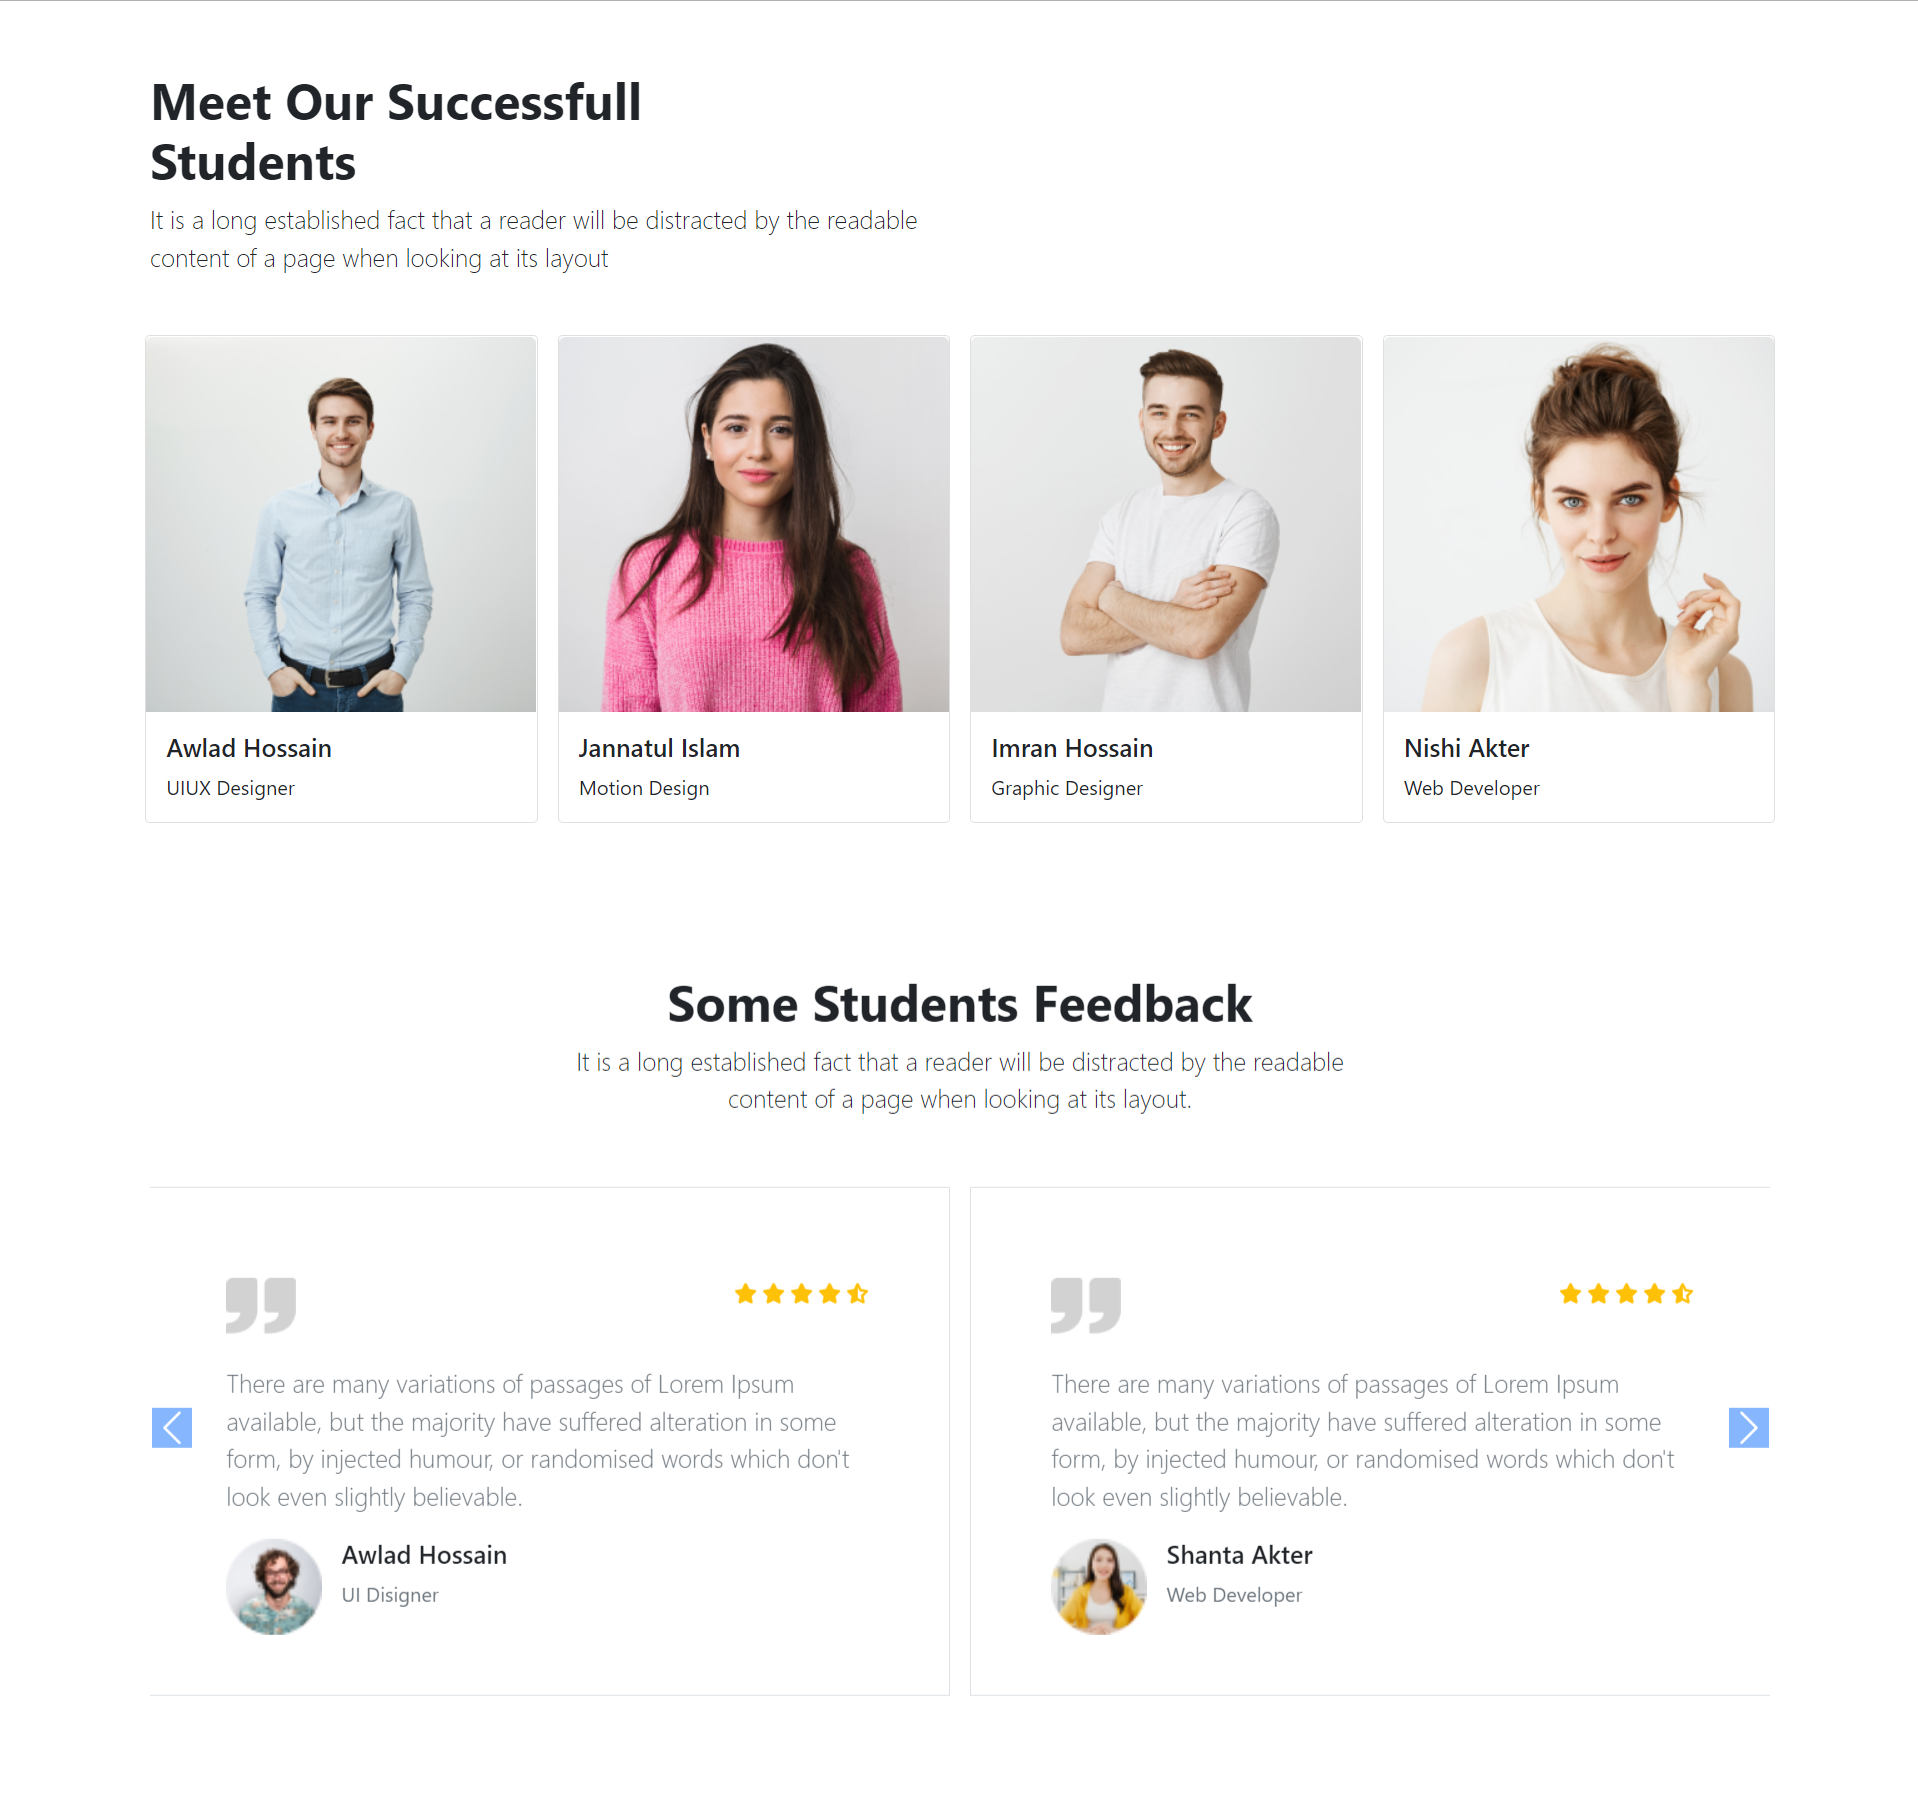 Meet Our Successfull
Students
It is a long established fact that a reader will be distracted by the readable
content of a page when looking at its layout
Awlad Hossain
UIUX Designer
Jannatul Islam
Motion Design
Imran Hossain
Graphic Designer
Nishi Akter
Web Developer
Some Students Feedback
It is a long established fact that a reader will be distracted by the readable
content of a page when looking at its layout.
There are many variations of passages of Lorem Ipsum
available, but the majority have suffered alteration in some
form, by injected humour, or randomised words which don't
look even slightly believable.
Awlad Hossain
UI Disigner
There are many variations of passages of Lorem Ipsum
available, but the majority have suffered alteration in some
form, by injected humour, or randomised words which don't
look even slightly believable.
Shanta Akter
Web Developer